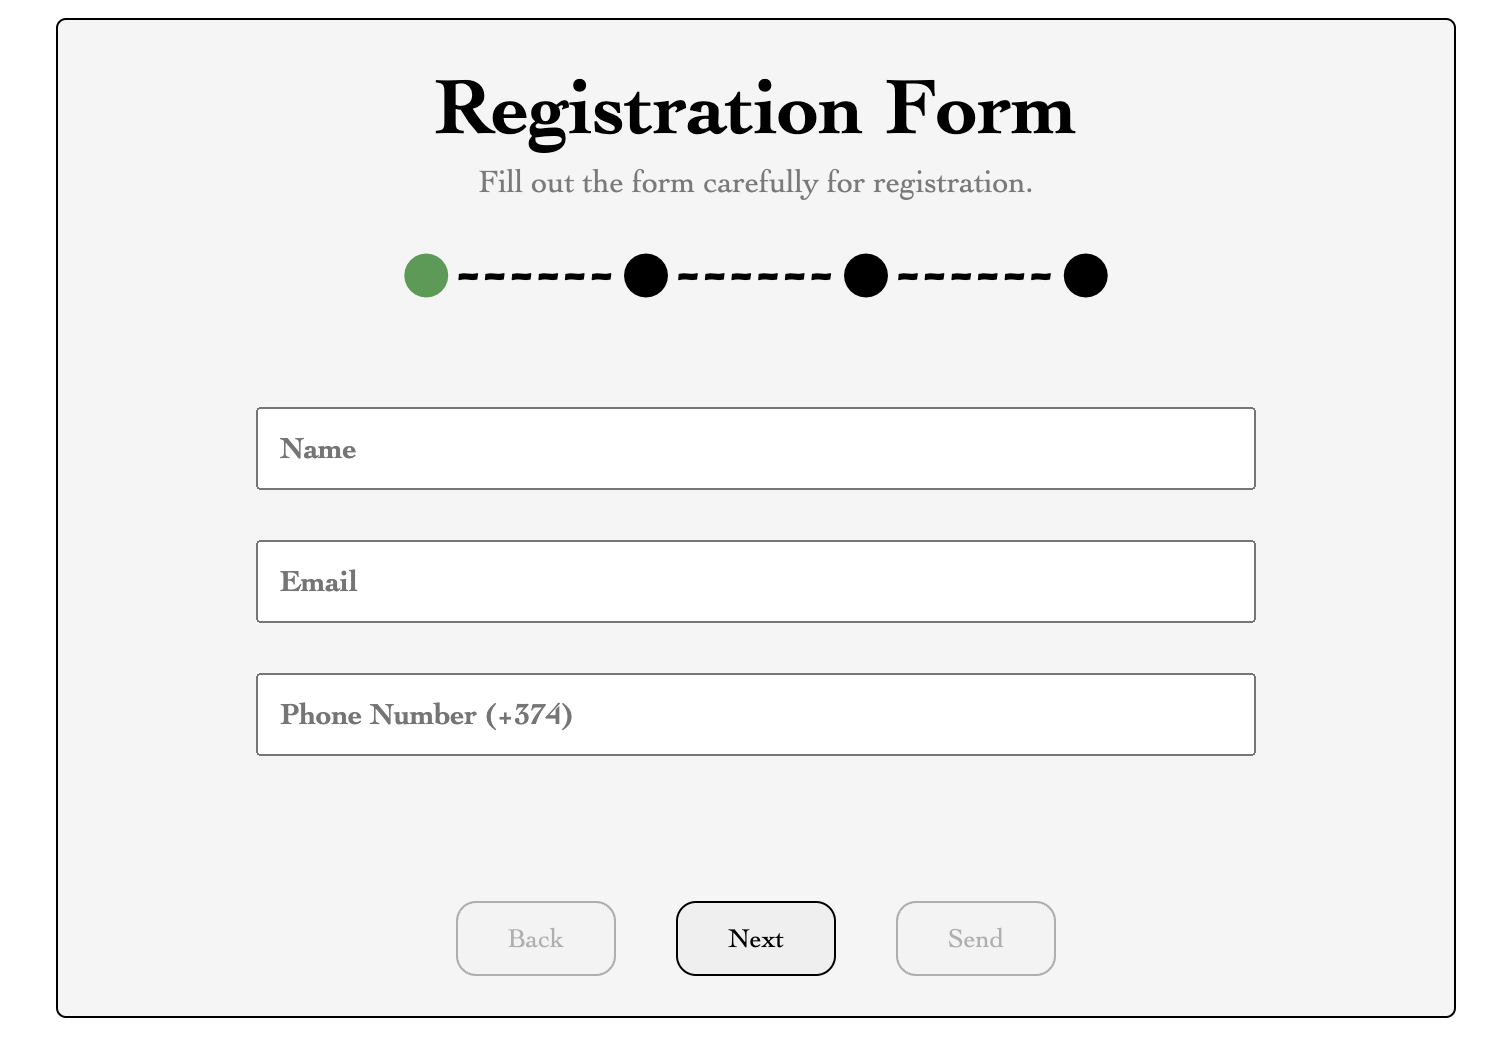 Registration Form
Fill out the form carefully for registration.
~~~~~~ ~~~~~~ ~~~~~~
Name
Email
Phone Number (+374)
Back Next Send